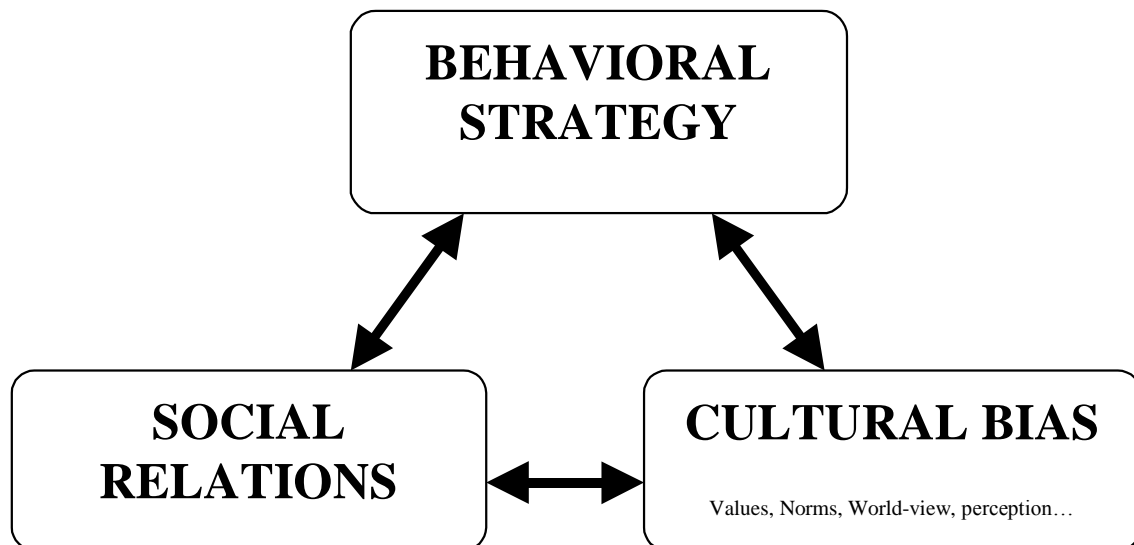 BEHAVIORAL
STRATEGY
SOCIAL
RELATIONS
CULTURAL BIAS
Values, Norms, World-view, perception…